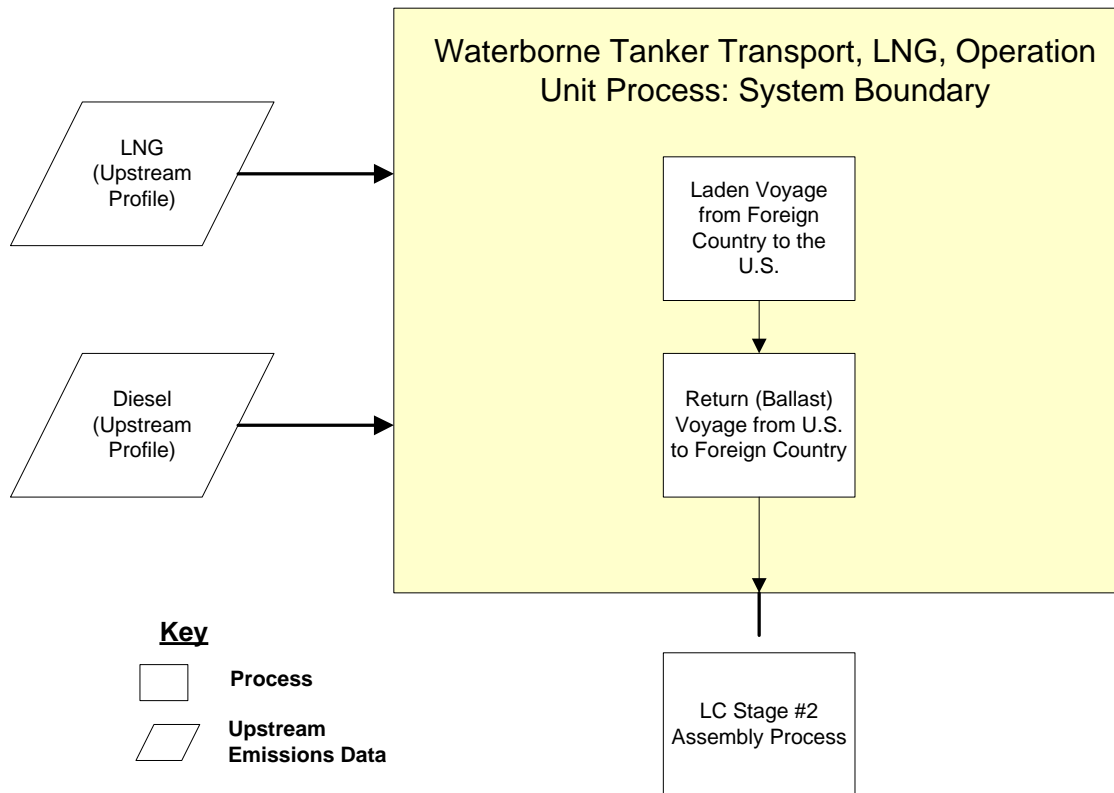 Waterborne Tanker Transport, LNG, Operation
Unit Process: System Boundary
LNG
(Upstream
Profile)
Laden Voyage
from Foreign
Country to the
U.S.
Diesel
(Upstream
Profile)
Return (Ballast)
Voyage from U.S.
to Foreign Country
Key
Process
Upstream
Emissions Data
LC Stage #2
Assembly Process